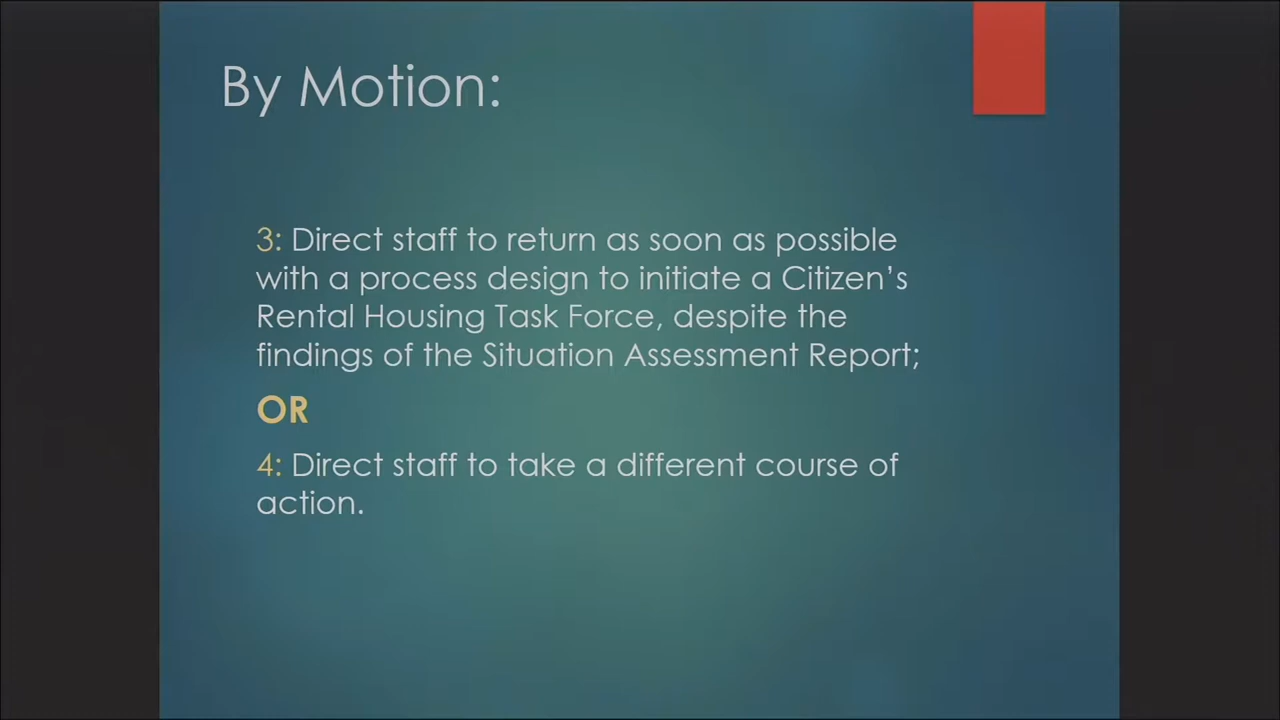 By Motion:
3: Direct staff to return as soon as possible
with a process design to initiate a Citizen’s
Rental Housing Task Force, despite the
findings of the Situation Assessment Report;
OR
4: Direct staff to take a different course of
action.